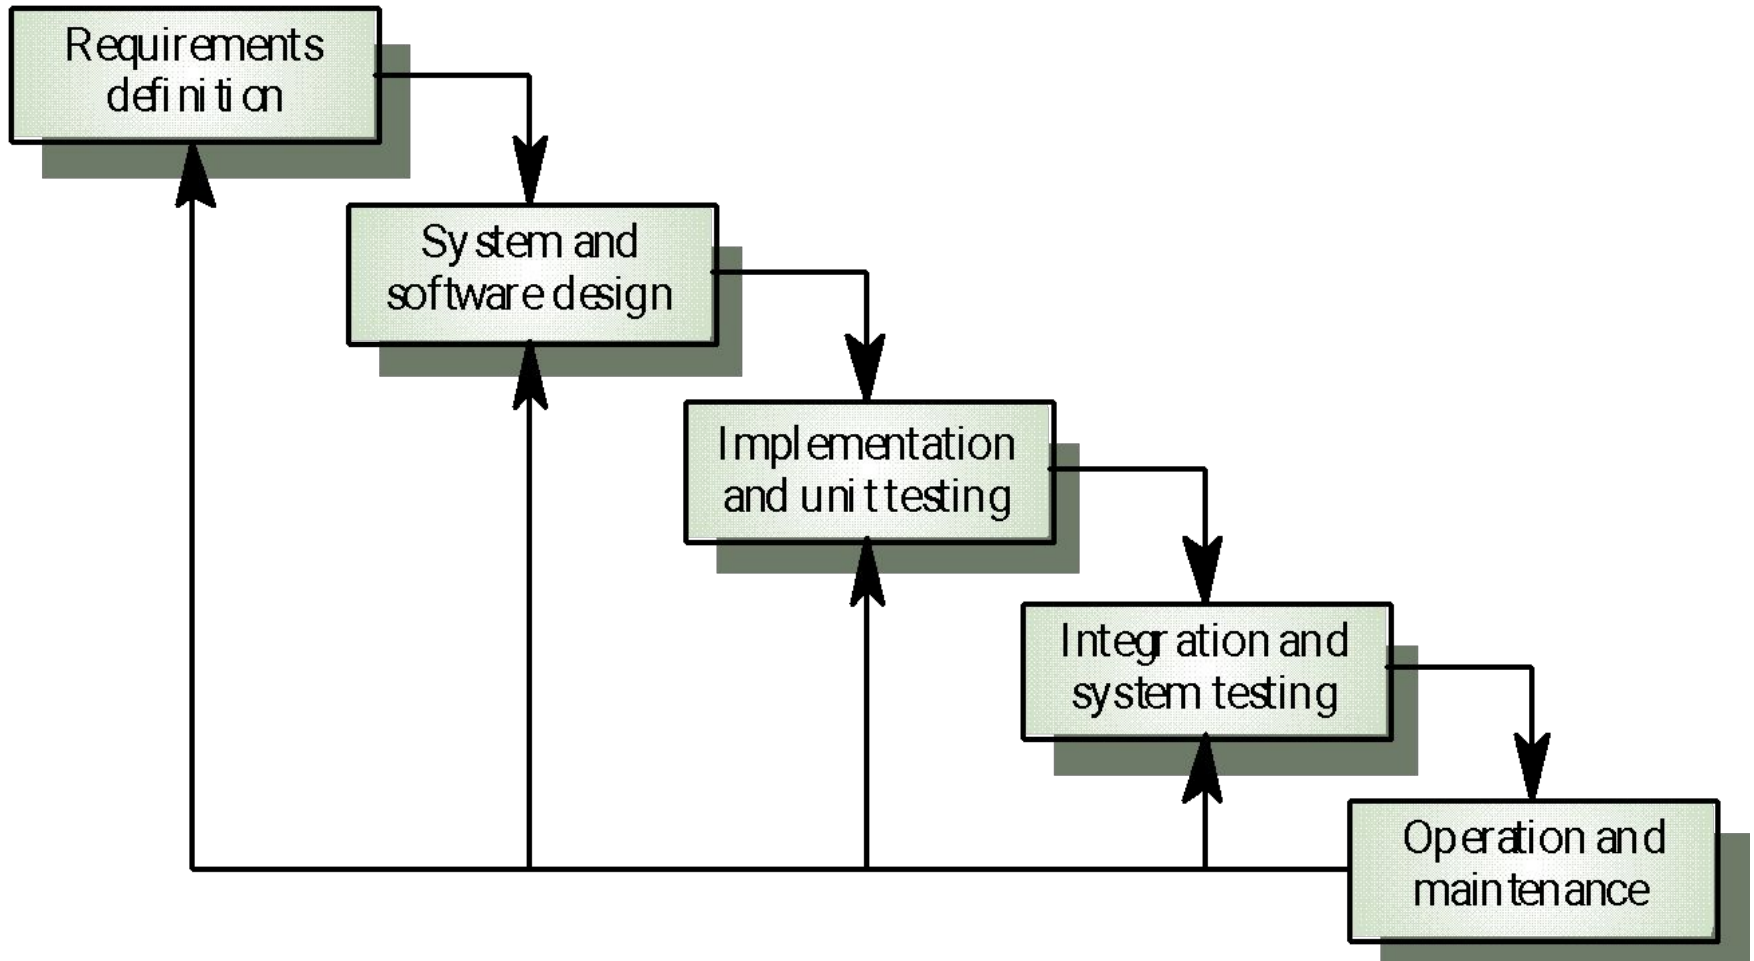 Requirements
definition
System and
software design
Implementation
and unit testing
Integration and
system testing
Operation and
maintenance